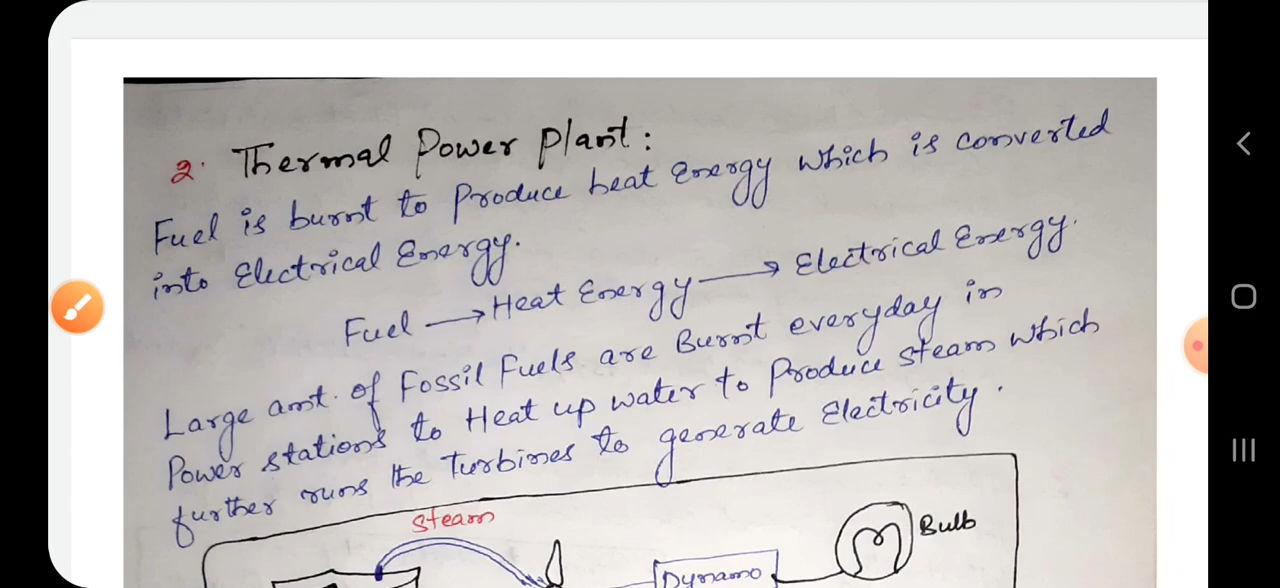 2. Thermal Power Plant:
Fuel is burnt to Produce heat Energy which is converted
into Electrical Energy.
Fuel → Heat Energy → Electrical Energy.
Large amt. of Fossil Fuels are Burnt everyday in
Power stations to Heat up water to Produce steam which
further runs the Turbines to generate Electricity.
steam
Bulb
Dynamo